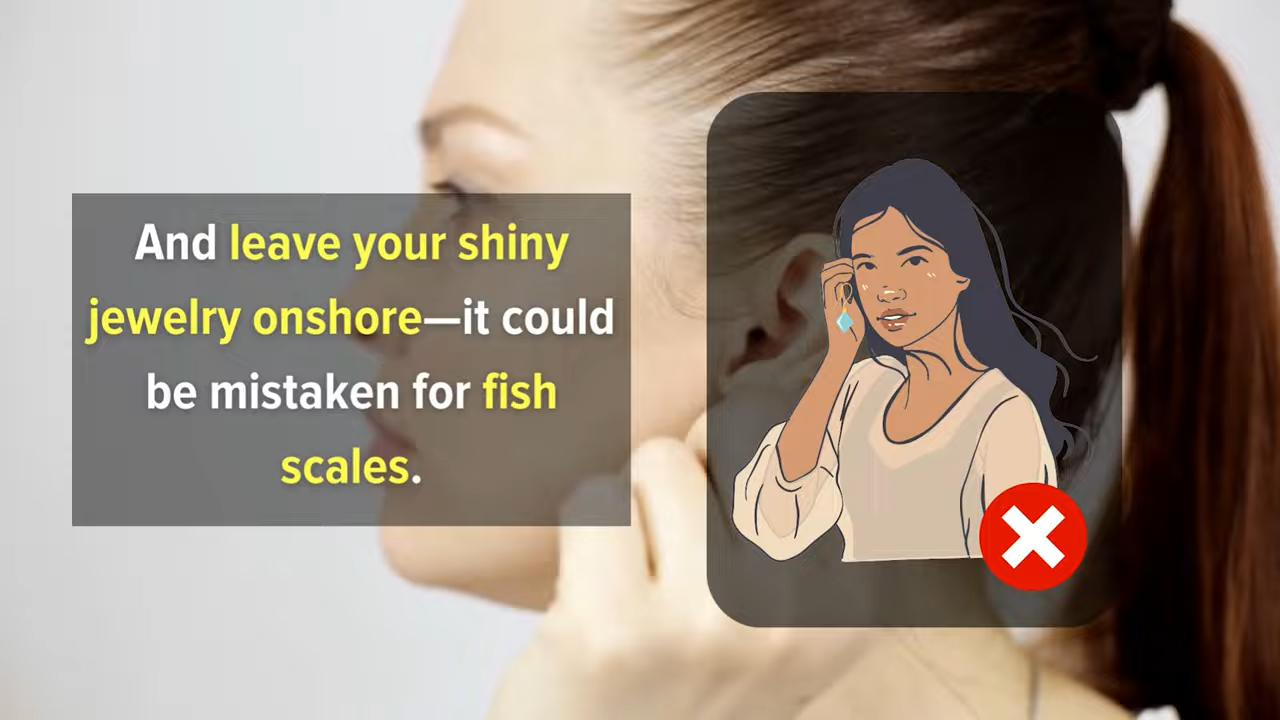 And leave your shiny
jewelry onshore—it could
be mistaken for fish
scales.